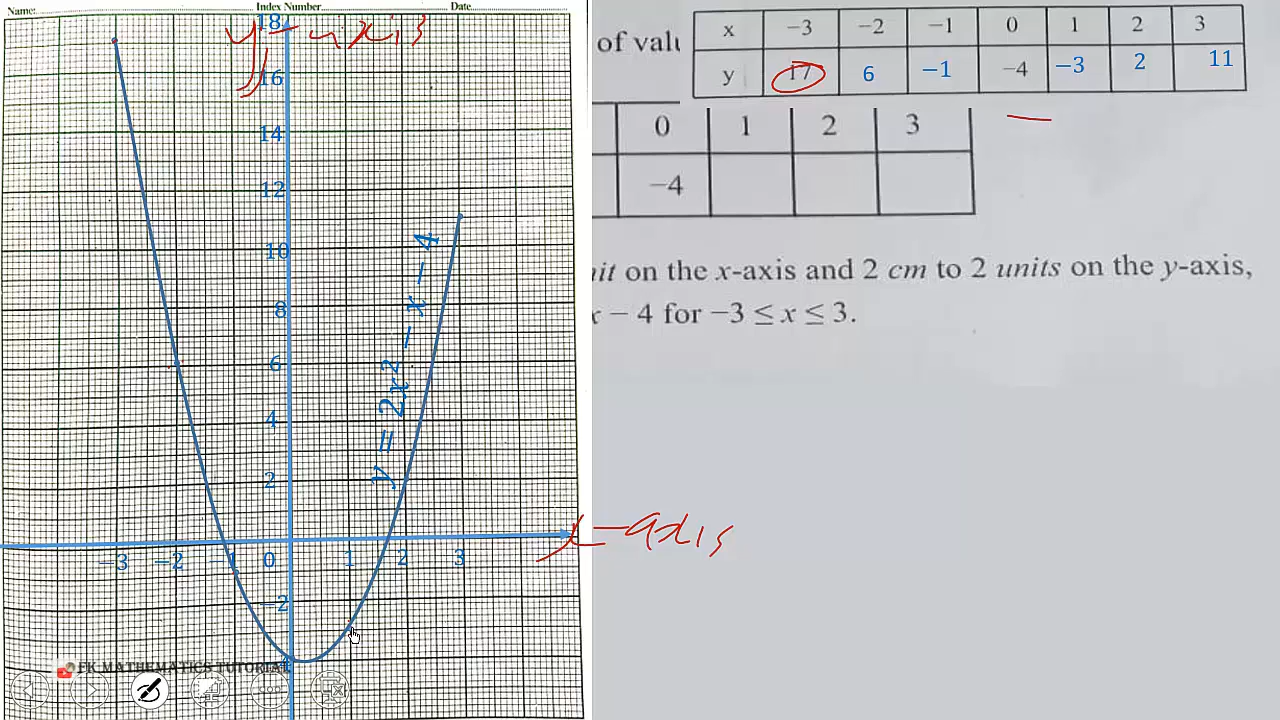 Name: Index Number Date
18
y-axis
16
14
12
10
8
6
4
2
-3 -2 -1 0 1 2 3
-2
y = 2x² - x - 4
x-axis
FK MATHEMATICS TUTORIAL
x -3 -2 -1 0 1 2 3
y 17 6 -1 -4 -3 2 11
0 1 2 3
-4
on the x-axis and 2 cm to 2 units on the y-axis,
- 4 for -3 ≤ x ≤ 3.